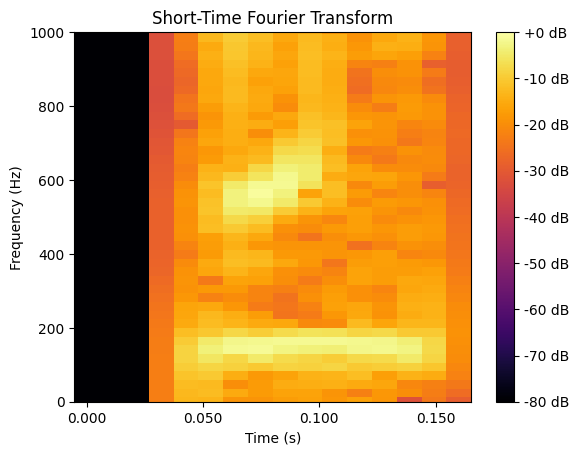 Short-Time Fourier Transform
1000
800
600
400
200
0
Frequency (Hz)
0.000
0.050
0.100
0.150
Time (s)
+0 dB
-10 dB
-20 dB
-30 dB
-40 dB
-50 dB
-60 dB
-70 dB
-80 dB